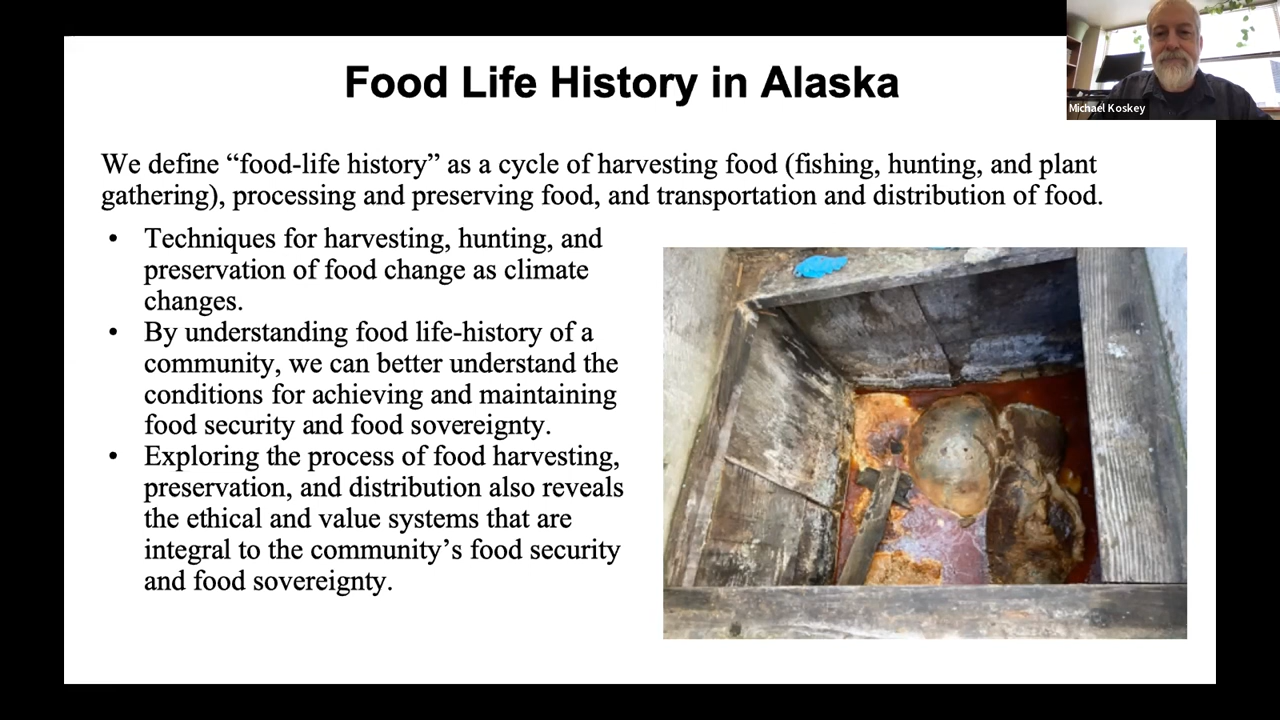 Food Life History in Alaska
Michael Koskey
We define “food-life history” as a cycle of harvesting food (fishing, hunting, and plant
gathering), processing and preserving food, and transportation and distribution of food.
• Techniques for harvesting, hunting, and
preservation of food change as climate
changes.
• By understanding food life-history of a
community, we can better understand the
conditions for achieving and maintaining
food security and food sovereignty.
• Exploring the process of food harvesting,
preservation, and distribution also reveals
the ethical and value systems that are
integral to the community’s food security
and food sovereignty.